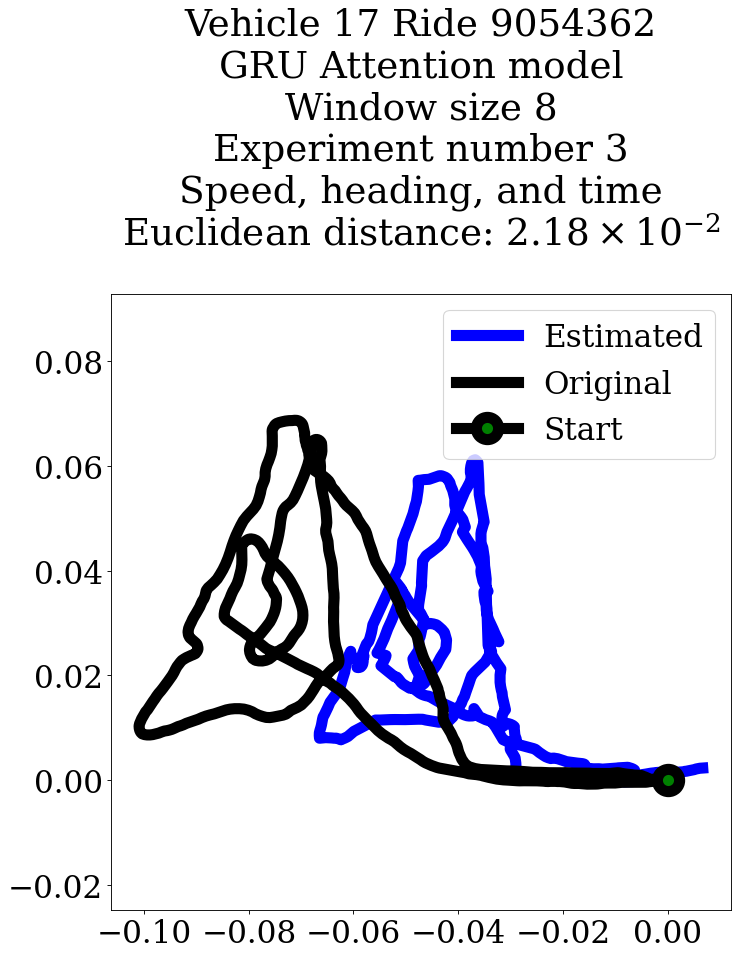 Vehicle 17 Ride 9054362
GRU Attention model
Window size 8
Experiment number 3
Speed, heading, and time
Euclidean distance: 2.18 × 10⁻²
Estimated
Original
Start
0.08
0.06
0.04
0.02
0.00
−0.02
−0.10 −0.08 −0.06 −0.04 −0.02 0.00